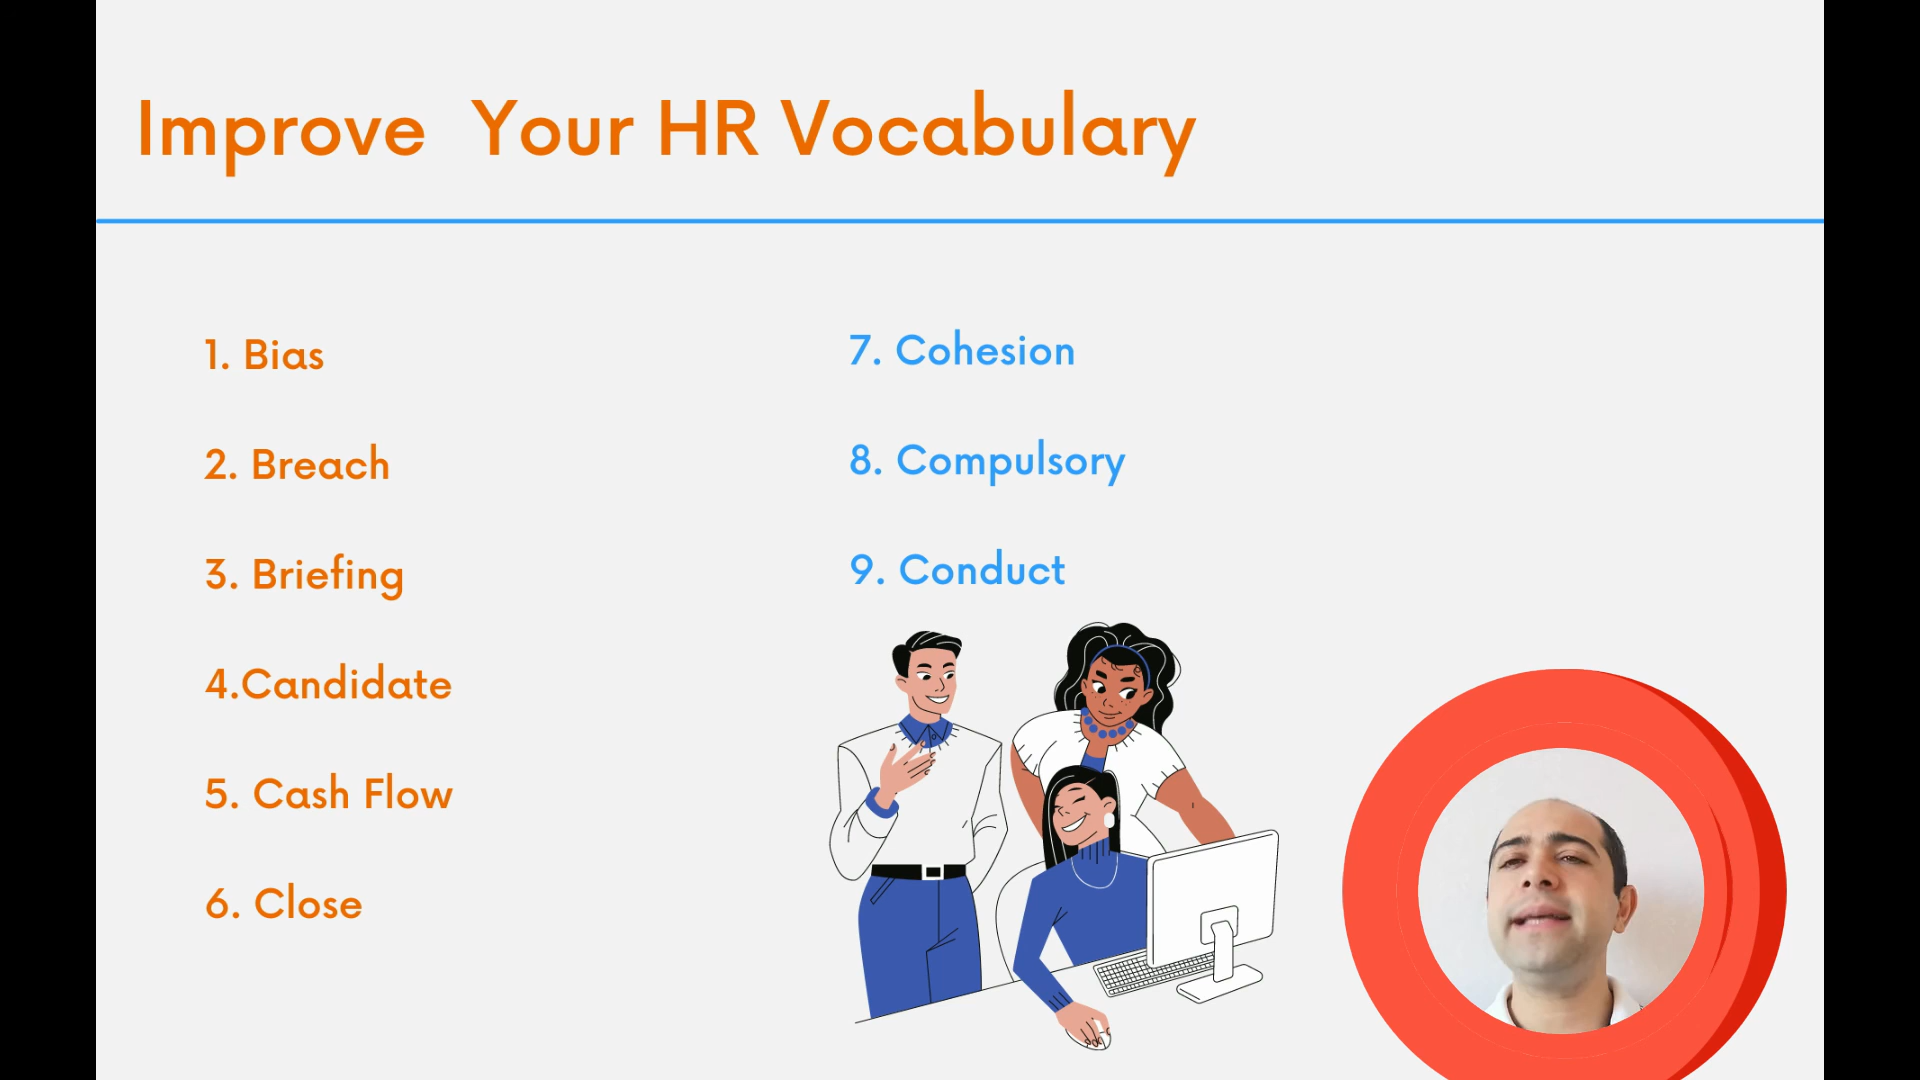 Improve Your HR Vocabulary
1. Bias
2. Breach
3. Briefing
4.Candidate
5. Cash Flow
6. Close
7. Cohesion
8. Compulsory
9. Conduct